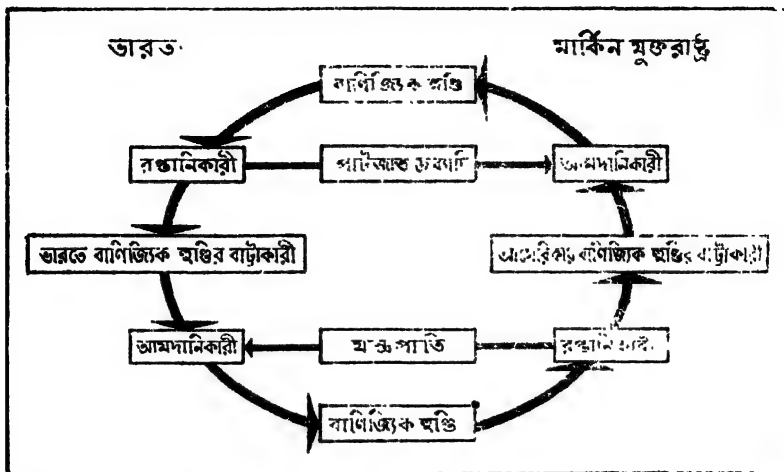 ভারত
মার্কিন যুক্তরাষ্ট্র
বাণিজ্যিক হুণ্ডি
রপ্তানিকারী
পাটজাত দ্রব্যাদি
আমদানিকারী
ভারতে বাণিজ্যিক হুণ্ডির বাট্টাকারী
আমেরিকায় বাণিজ্যিক হুণ্ডির বাট্টাকারী
আমদানিকারী
যন্ত্রপাতি
রপ্তানিকারী
বাণিজ্যিক হুণ্ডি